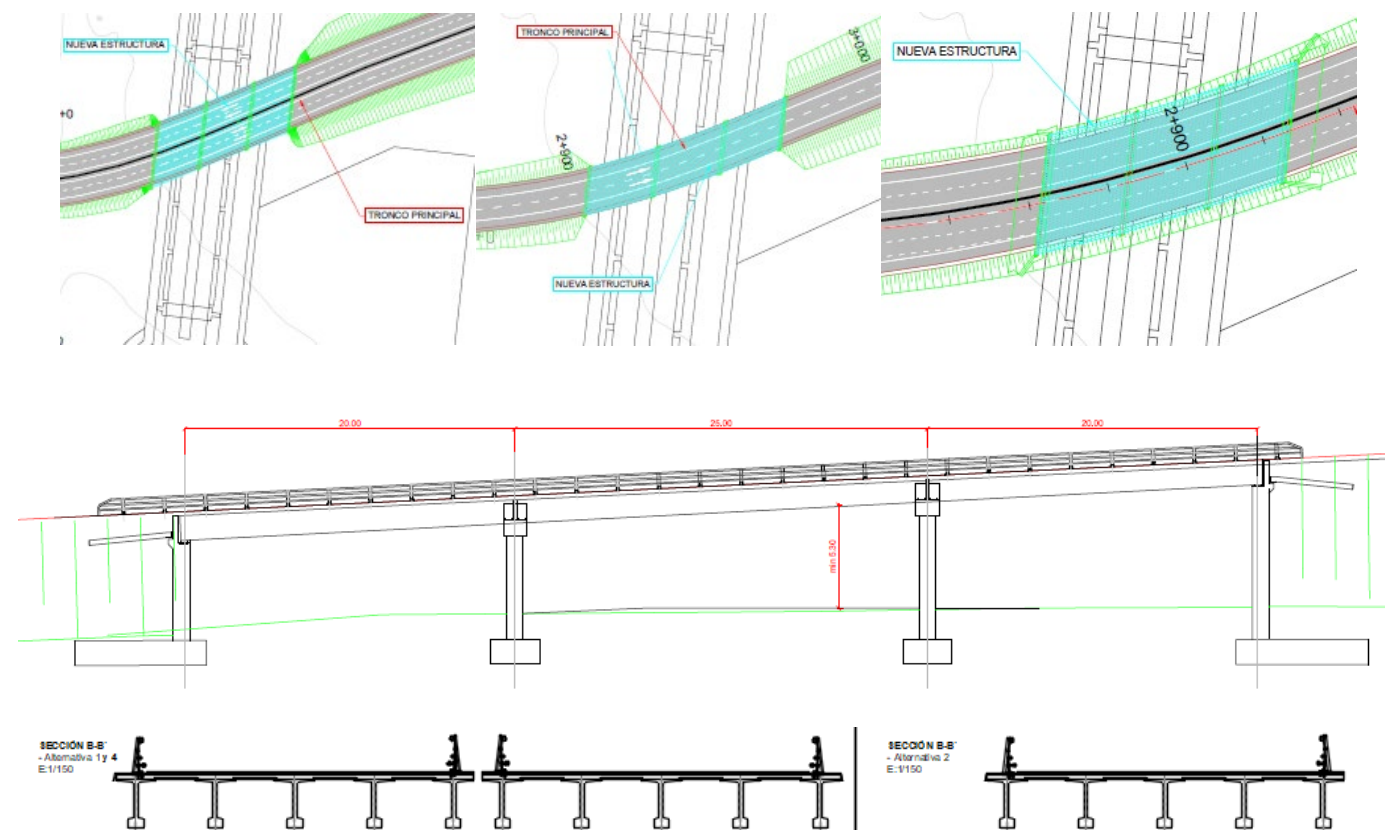 NUEVA ESTRUCTURA
+0
TRONCO PRINCIPAL
TRONCO PRINCIPAL
3+000
2+900
NUEVA ESTRUCTURA
NUEVA ESTRUCTURA
2+900
20.00
25.00
20.00
min 5.30
SECCIÓN B-B'
- Alternativa 1 y 4
E:1/150
SECCIÓN B-B'
- Alternativa 2
E:1/150